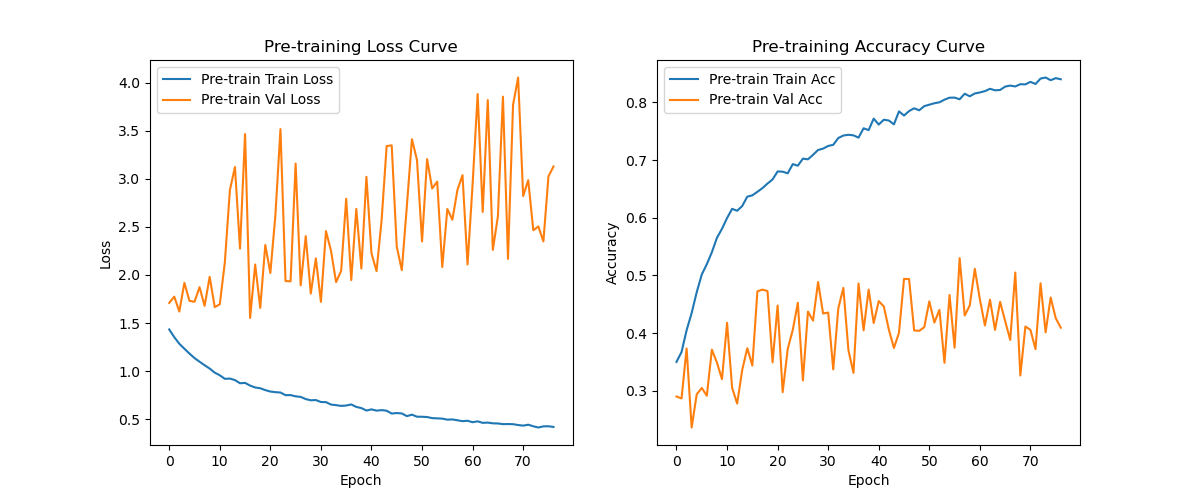 Pre-training Loss Curve
Pre-train Train Loss
Pre-train Val Loss
4.0
3.5
3.0
2.5
2.0
1.5
1.0
0.5
Loss
0 10 20 30 40 50 60 70
Epoch
Pre-training Accuracy Curve
Pre-train Train Acc
Pre-train Val Acc
0.8
0.7
0.6
0.5
0.4
0.3
Accuracy
0 10 20 30 40 50 60 70
Epoch